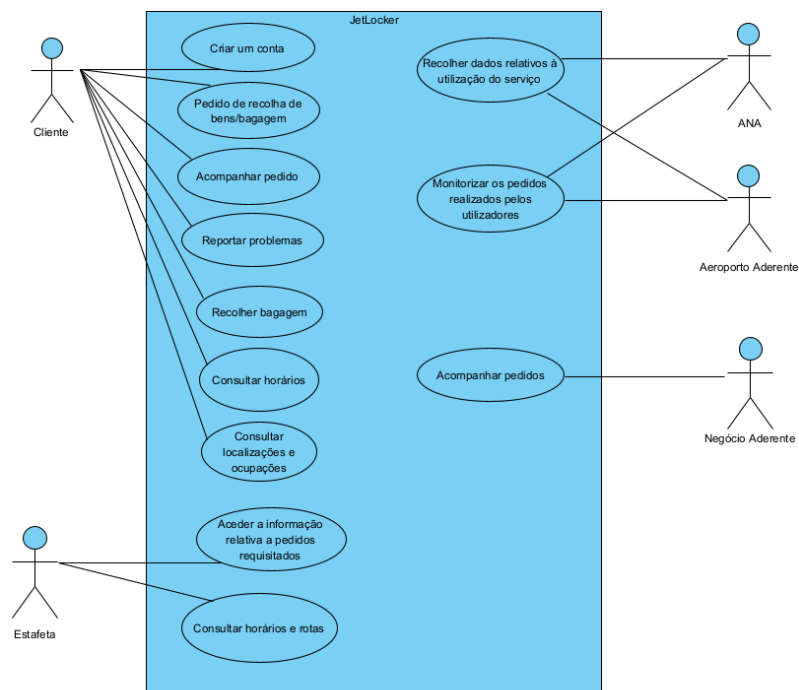 JetLocker
Cliente
Criar um conta
Pedido de recolha de
bens/bagagem
Acompanhar pedido
Reportar problemas
Recolher bagagem
Consultar horários
Consultar
localizações e
ocupações
Estafeta
Aceder a informação
relativa a pedidos
requisitados
Consultar horários e rotas
Recolher dados relativos à
utilização do serviço
Monitorizar os pedidos
realizados pelos
utilizadores
Acompanhar pedidos
ANA
Aeroporto Aderente
Negócio Aderente